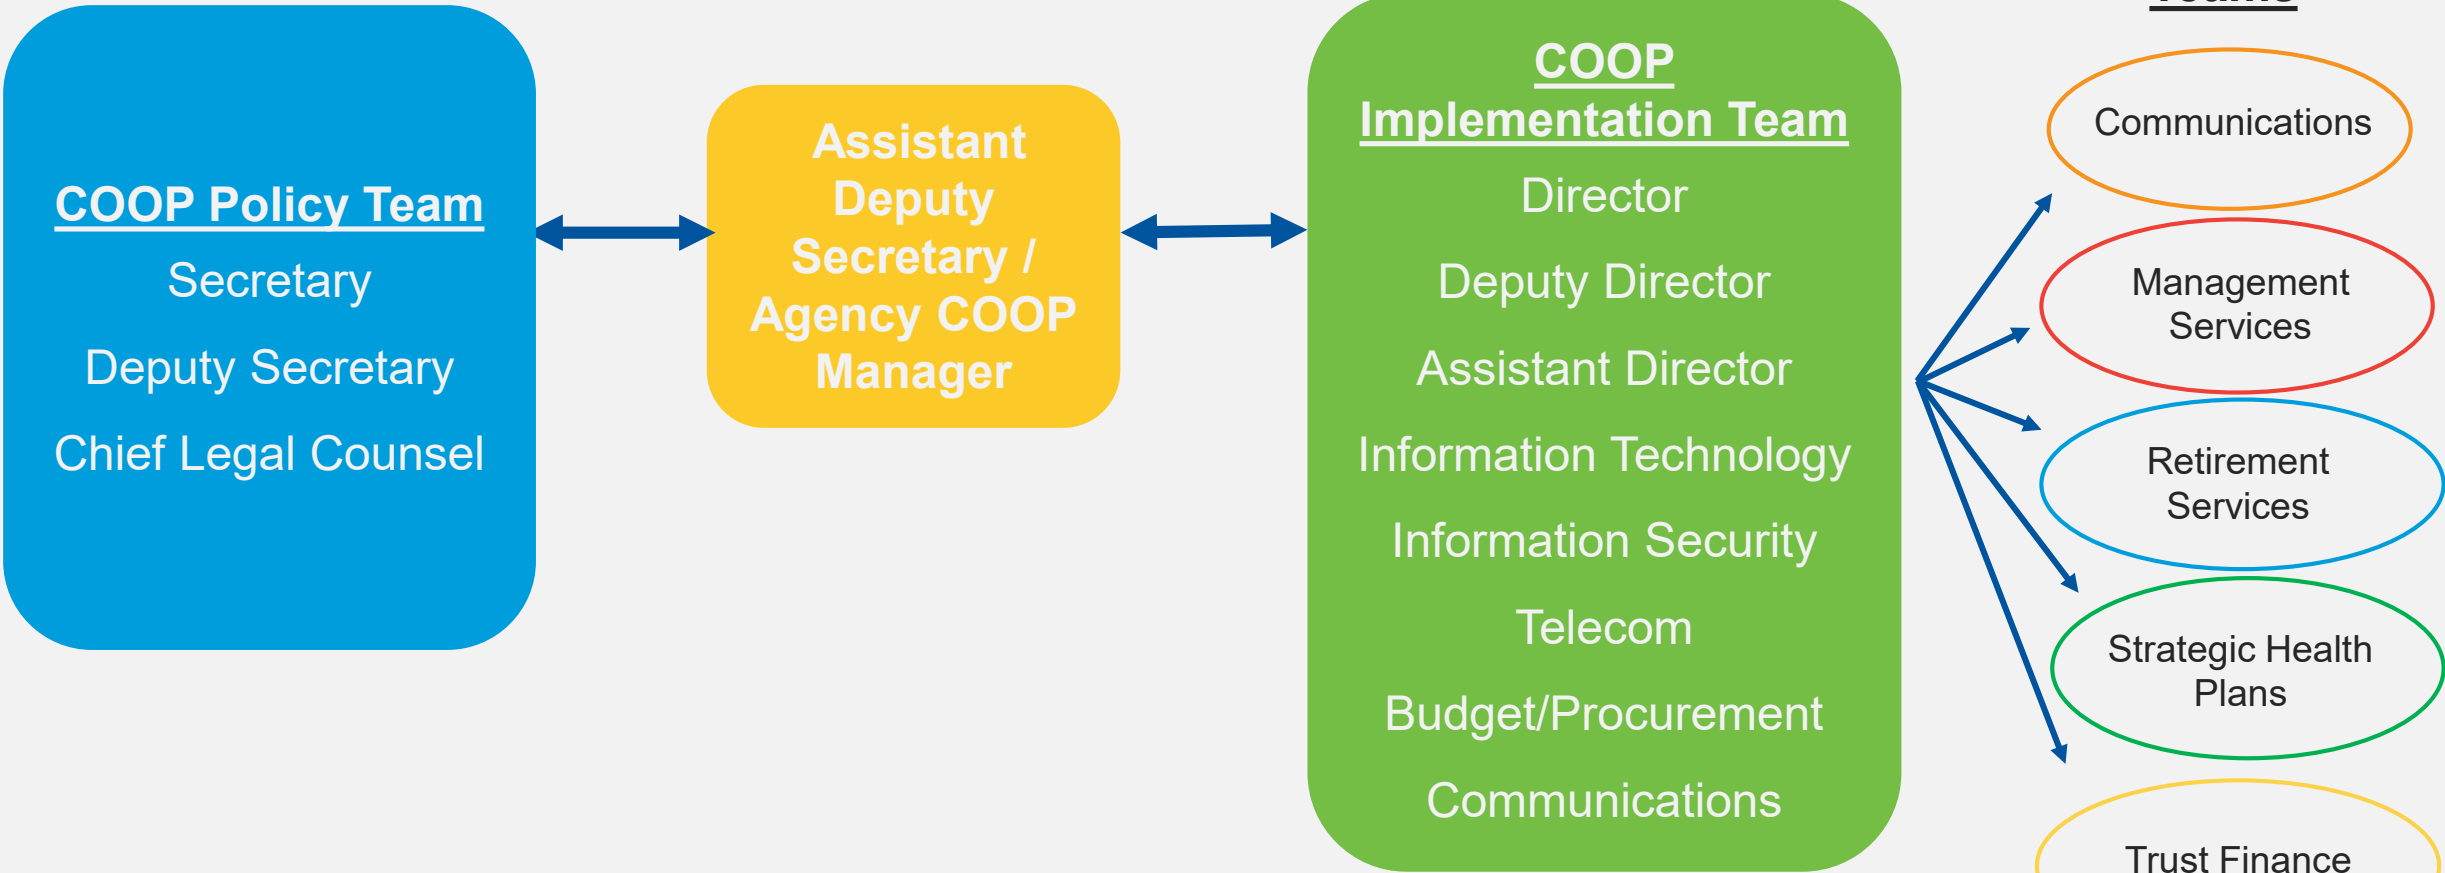 COOP Policy Team
Secretary
Deputy Secretary
Chief Legal Counsel
Assistant
Deputy
Secretary /
Agency COOP
Manager
COOP
Implementation Team
Director
Deputy Director
Assistant Director
Information Technology
Information Security
Telecom
Budget/Procurement
Communications
Communications
Management
Services
Retirement
Services
Strategic Health
Plans
Trust Finance